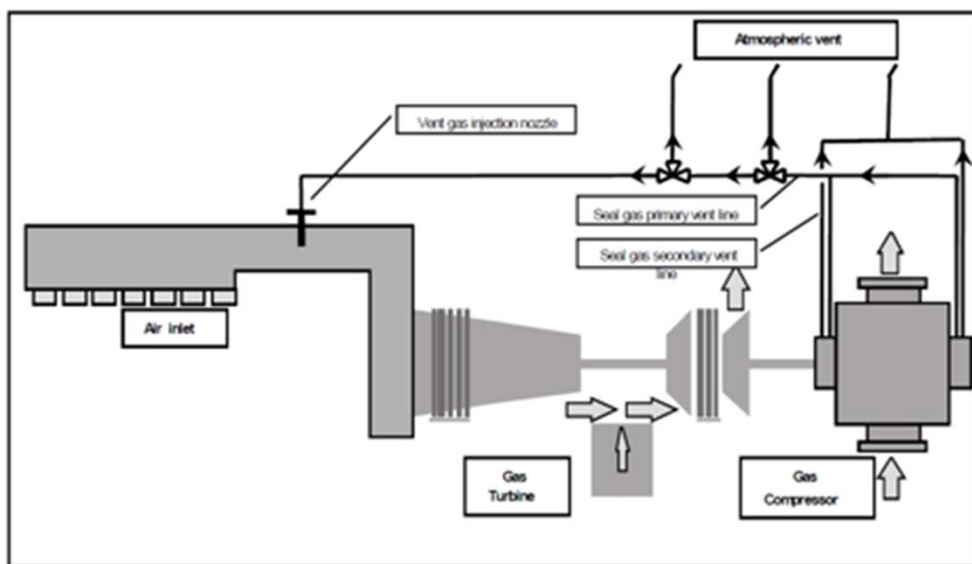 Atmospheric vent
Vent gas injection nozzle
Seal gas primary vent line
Seal gas secondary vent
line
Air inlet
Gas
Turbine
Gas
Compressor